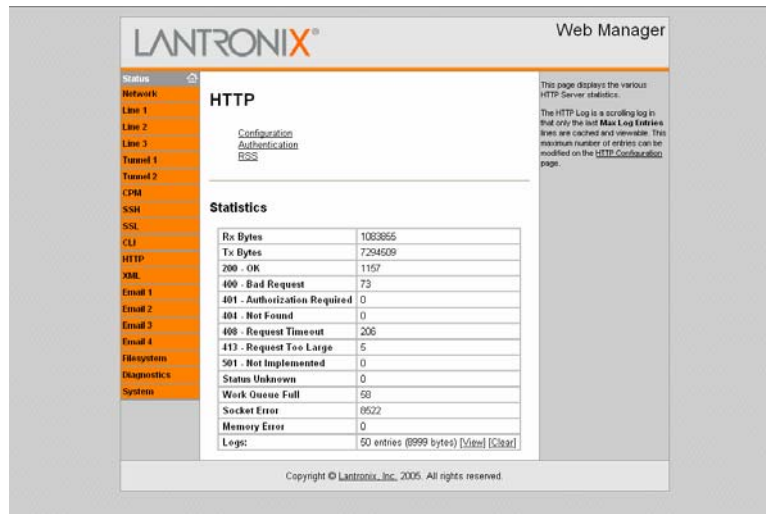 LANTRONIX®
Web Manager
Status
Network
Line 1
Line 2
Line 3
Tunnel 1
Tunnel 2
CPM
SSH
SSL
CLI
HTTP
XML
Email 1
Email 2
Email 3
Email 4
Filesystem
Diagnostics
System
HTTP
Configuration
Authentication
RSS
Statistics
Rx Bytes 1083855
Tx Bytes 7294509
200 - OK 1157
400 - Bad Request 73
401 - Authorization Required 0
404 - Not Found 0
408 - Request Timeout 206
413 - Request Too Large 5
501 - Not Implemented 0
Status Unknown 0
Work Queue Full 58
Socket Error 8522
Memory Error 0
Logs: 50 entries (8999 bytes) [View] [Clear]
This page displays the various
HTTP Server statistics.
The HTTP Log is a scrolling log in
that only the last Max Log Entries
lines are cached and viewable. This
maximum number of entries can be
modified on the HTTP Configuration
page.
Copyright © Lantronix, Inc. 2005. All rights reserved.